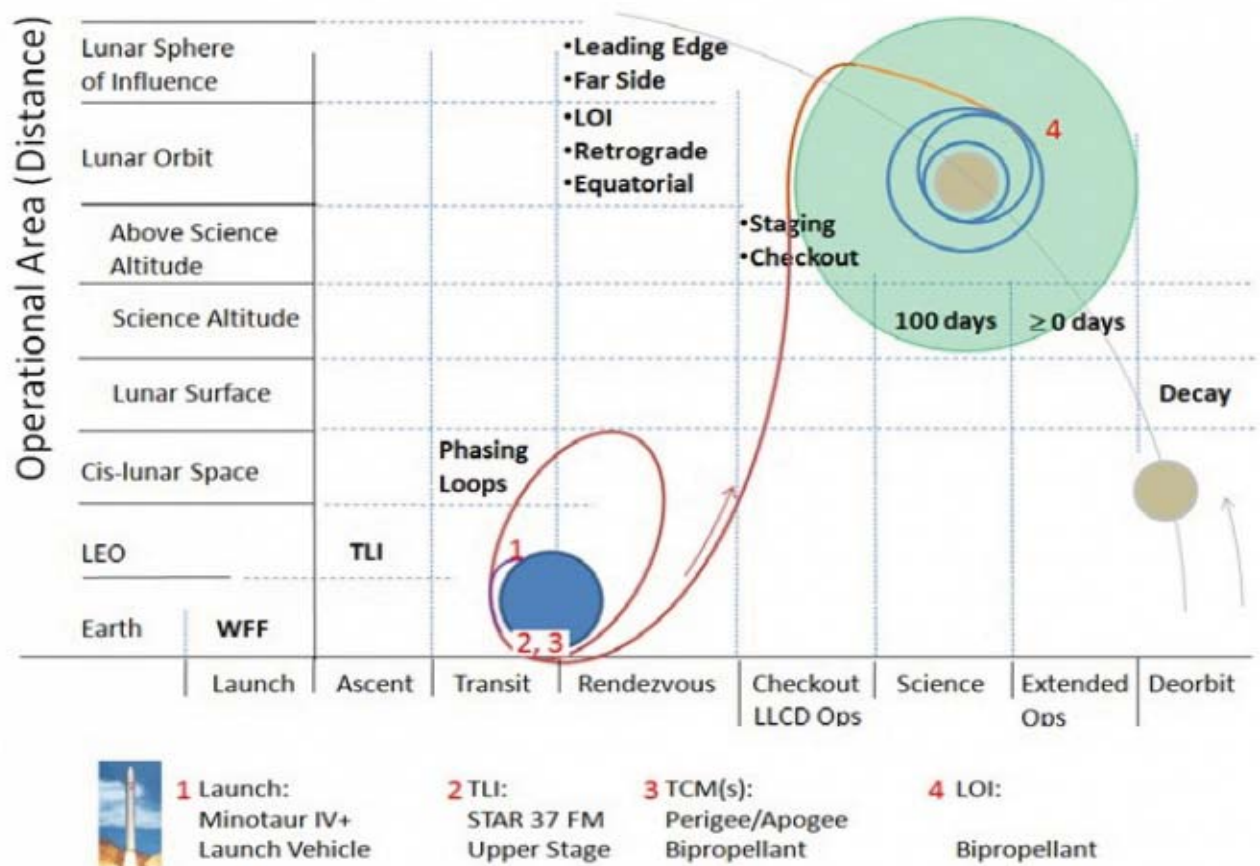 Operational Area (Distance)
Lunar Sphere
of Influence
•Leading Edge
•Far Side
Lunar Orbit
•LOI
•Retrograde
•Equatorial
4
Above Science
Altitude
•Staging
•Checkout
Science Altitude
100 days
≥ 0 days
Lunar Surface
Decay
Cis-lunar Space
Phasing
Loops
LEO
TLI
1
Earth
WFF
2, 3
Launch
Ascent
Transit
Rendezvous
Checkout
LLCD Ops
Science
Extended
Ops
Deorbit
1 Launch:
Minotaur IV+
Launch Vehicle
2 TLI:
STAR 37 FM
Upper Stage
3 TCM(s):
Perigee/Apogee
Bipropellant
4 LOI:
Bipropellant